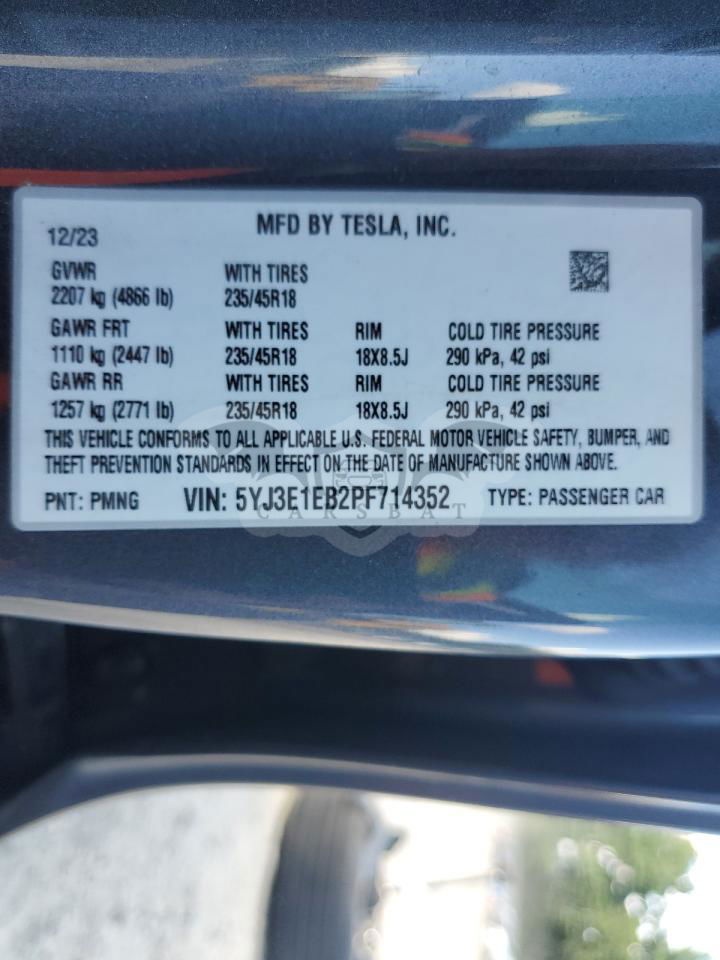 MFD BY TESLA, INC.
12/23
GVWR WITH TIRES
2207 kg (4866 lb) 235/45R18
GAWR FRT WITH TIRES RIM COLD TIRE PRESSURE
1110 kg (2447 lb) 235/45R18 18X8.5J 290 kPa, 42 psi
GAWR RR WITH TIRES RIM COLD TIRE PRESSURE
1257 kg (2771 lb) 235/45R18 18X8.5J 290 kPa, 42 psi
THIS VEHICLE CONFORMS TO ALL APPLICABLE U.S. FEDERAL MOTOR VEHICLE SAFETY, BUMPER, AND
THEFT PREVENTION STANDARDS IN EFFECT ON THE DATE OF MANUFACTURE SHOWN ABOVE.
PNT: PMNG VIN: 5YJ3E1EB2PF714352 TYPE: PASSENGER CAR
CARSBAT